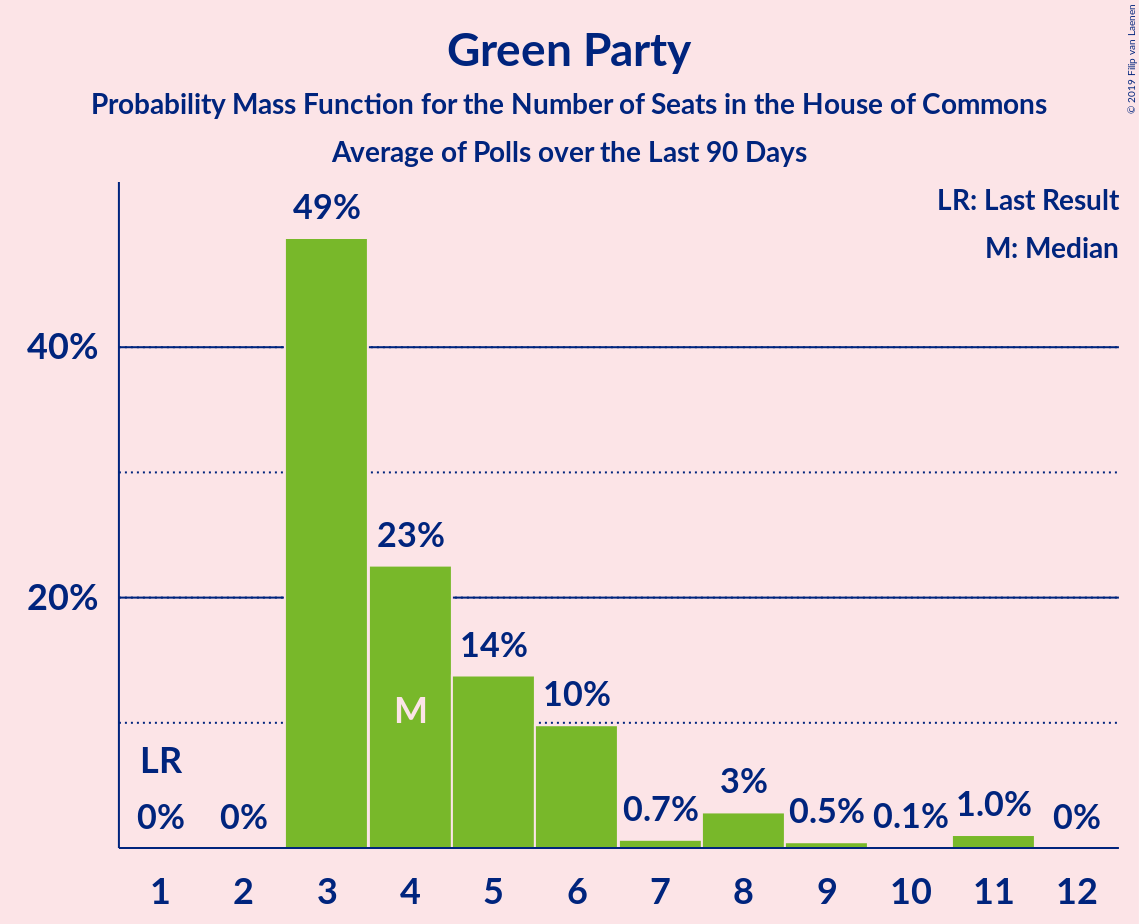 Green Party
Probability Mass Function for the Number of Seats in the House of Commons
Average of Polls over the Last 90 Days
© 2019 Filip van Laenen
LR: Last Result
M: Median
49%
40%
23%
20%
14%
10%
M
LR
0%
0%
0.7%
3%
0.5%
0.1%
1.0%
0%
1 2 3 4 5 6 7 8 9 10 11 12